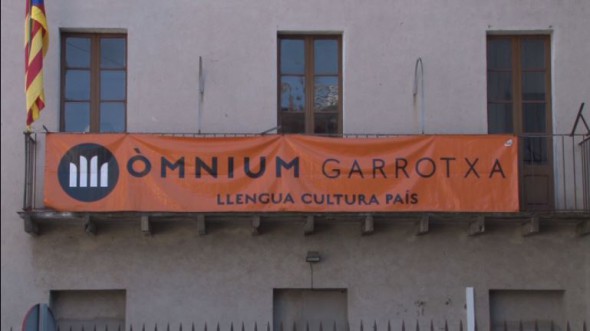 ÒMNIUM GARROTXA
LLENGUA CULTURA PAÍS